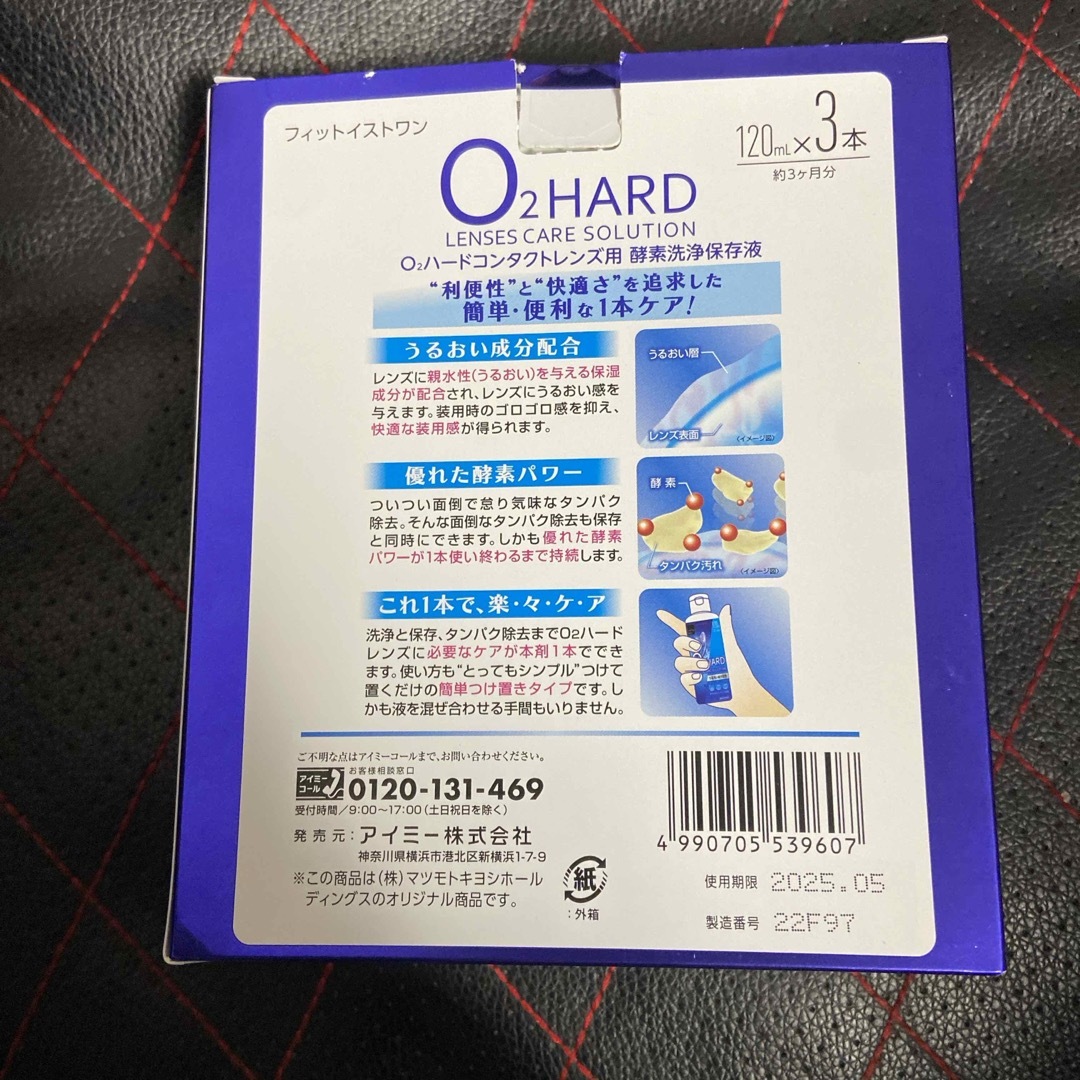 フィットイストワン
120mL×3本
約3ヶ月分
O2HARD
LENSES CARE SOLUTION
O2ハードコンタクトレンズ用 酵素洗浄保存液
“利便性”と“快適さ”を追求した
簡単・便利な1本ケア!
うるおい成分配合
レンズに親水性(うるおい)を与える保湿
成分が配合され、レンズにうるおい感を
与えます。装用時のゴロゴロ感を抑え、
快適な装用感が得られます。
うるおい層
レンズ表面
(イメージ図)
優れた酵素パワー
ついつい面倒で怠り気味なタンパク
除去。そんな面倒なタンパク除去も保存
と同時にできます。しかも優れた酵素
パワーが1本使い終わるまで持続します。
酵素
タンパク汚れ
(イメージ図)
これ1本で、楽・々・ケ・ア
洗浄と保存、タンパク除去までO2ハード
レンズに必要なケアが本剤1本でできま
す。使い方も“とってもシンプル”つけて
置くだけの簡単つけ置きタイプです。し
かも液を混ぜ合わせる手間もいりません。
HARD
ご不明な点はアイミーコールまで、お問い合わせください。
アイミーコール
お客様相談窓口
0120-131-469
受付時間/9:00〜17:00(土日祝日を除く)
発売元:アイミー株式会社
神奈川県横浜市港北区新横浜1-7-9
※この商品は(株)マツモトキヨシホール
ディングスのオリジナル商品です。
紙
:外箱
4 990705 539607
使用期限 2025.05
製造番号 22F97